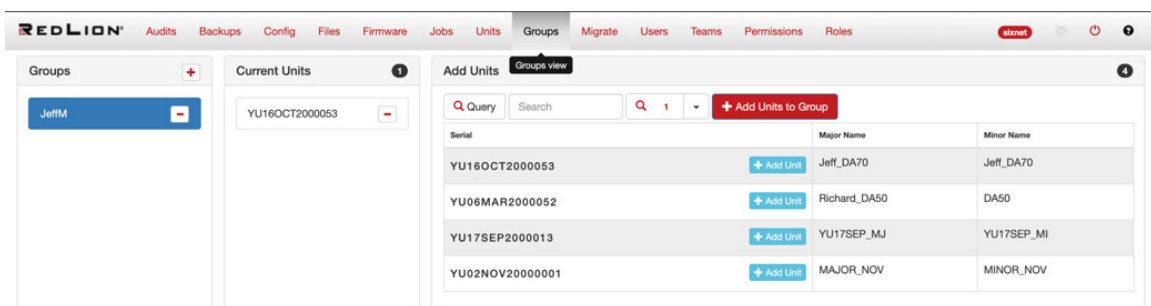 REDLION® Audits Backups Config Files Firmware Jobs Units Groups Migrate Users Teams Permissions Roles sixnet
Groups view
Groups
JeffM
Current Units 1
YU16OCT2000053
Add Units 4
Query Search 1 Add Units to Group
Serial Major Name Minor Name
YU16OCT2000053 Add Unit Jeff_DA70 Jeff_DA70
YU06MAR2000052 Add Unit Richard_DA50 DA50
YU17SEP2000013 Add Unit YU17SEP_MJ YU17SEP_MI
YU02NOV20000001 Add Unit MAJOR_NOV MINOR_NOV